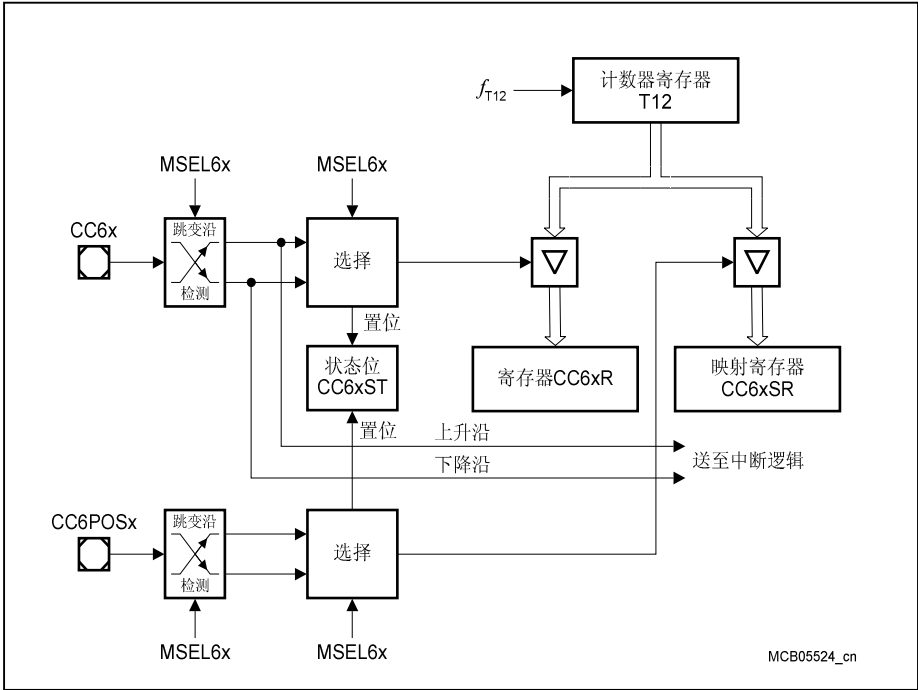 计数器寄存器
T12
fT12
MSEL6x
MSEL6x
CC6x
跳变沿
检测
选择
置位
状态位
CC6xST
寄存器CC6xR
映射寄存器
CC6xSR
置位
上升沿
下降沿
送至中断逻辑
CC6POSx
跳变沿
检测
选择
MSEL6x
MSEL6x
MCB05524_cn